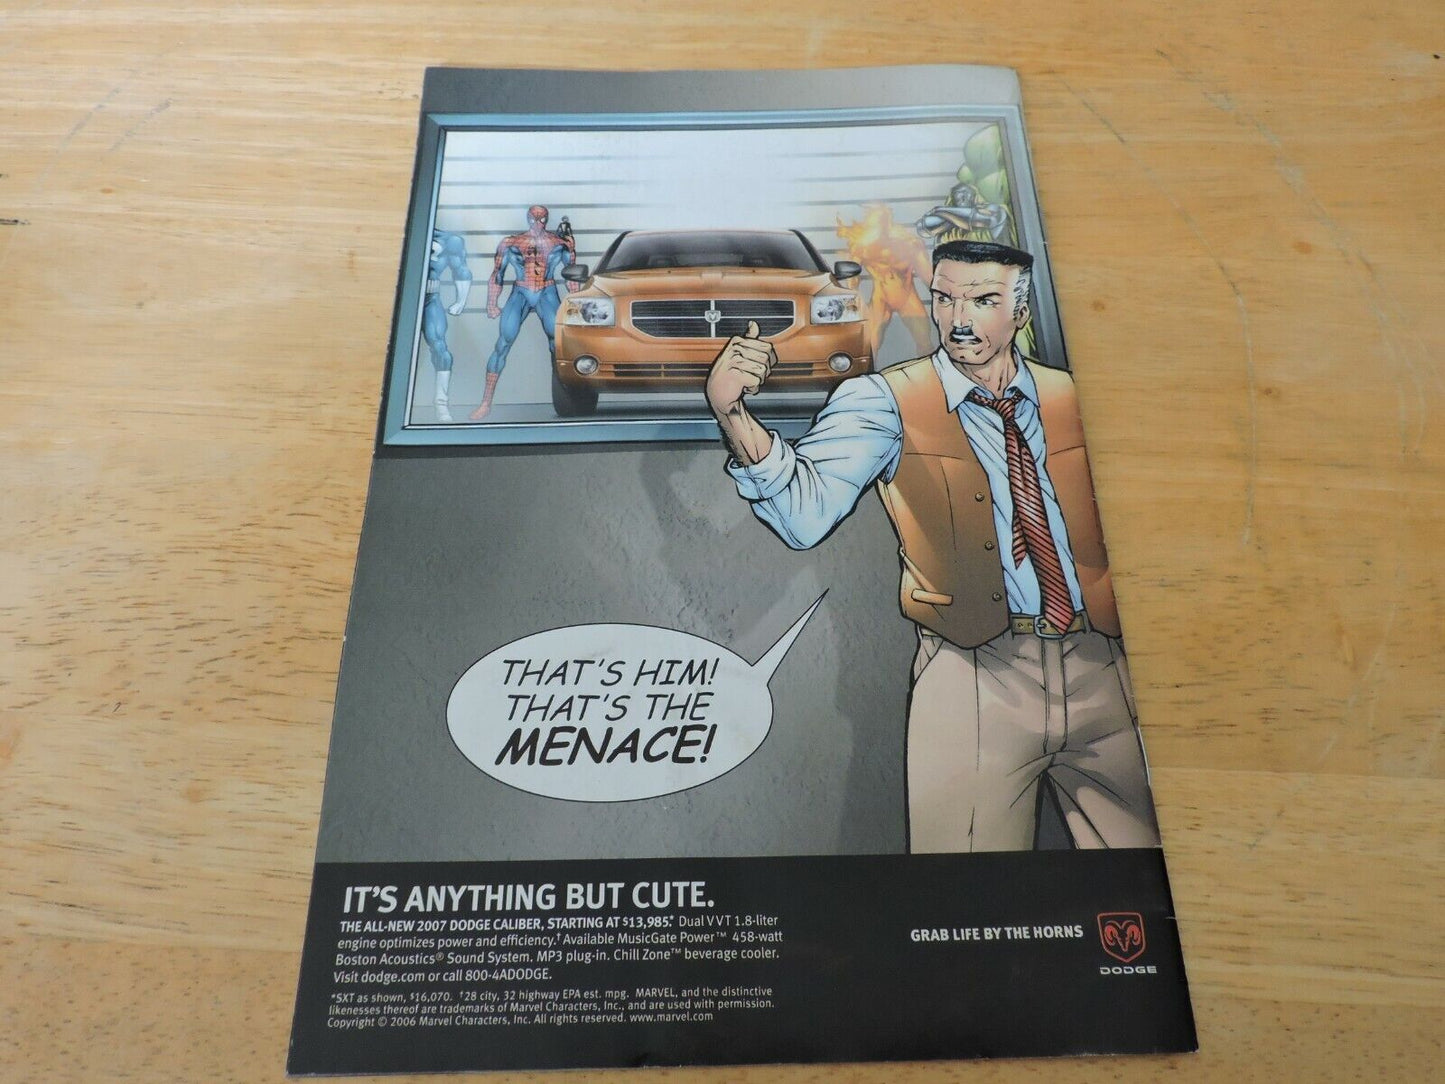 THAT'S HIM!
THAT'S THE
MENACE!
IT'S ANYTHING BUT CUTE.
THE ALL-NEW 2007 DODGE CALIBER, STARTING AT $13,985.* Dual VVT 1.8-liter
engine optimizes power and efficiency.† Available MusicGate Power™ 458-watt
Boston Acoustics® Sound System. MP3 plug-in. Chill Zone™ beverage cooler.
Visit dodge.com or call 800-4ADODGE.
*SXT as shown, $16,070. †28 city, 32 highway EPA est. mpg. MARVEL, and the distinctive
likenesses thereof are trademarks of Marvel Characters, Inc., and are used with permission.
Copyright © 2006 Marvel Characters, Inc. All rights reserved. www.marvel.com
GRAB LIFE BY THE HORNS
DODGE